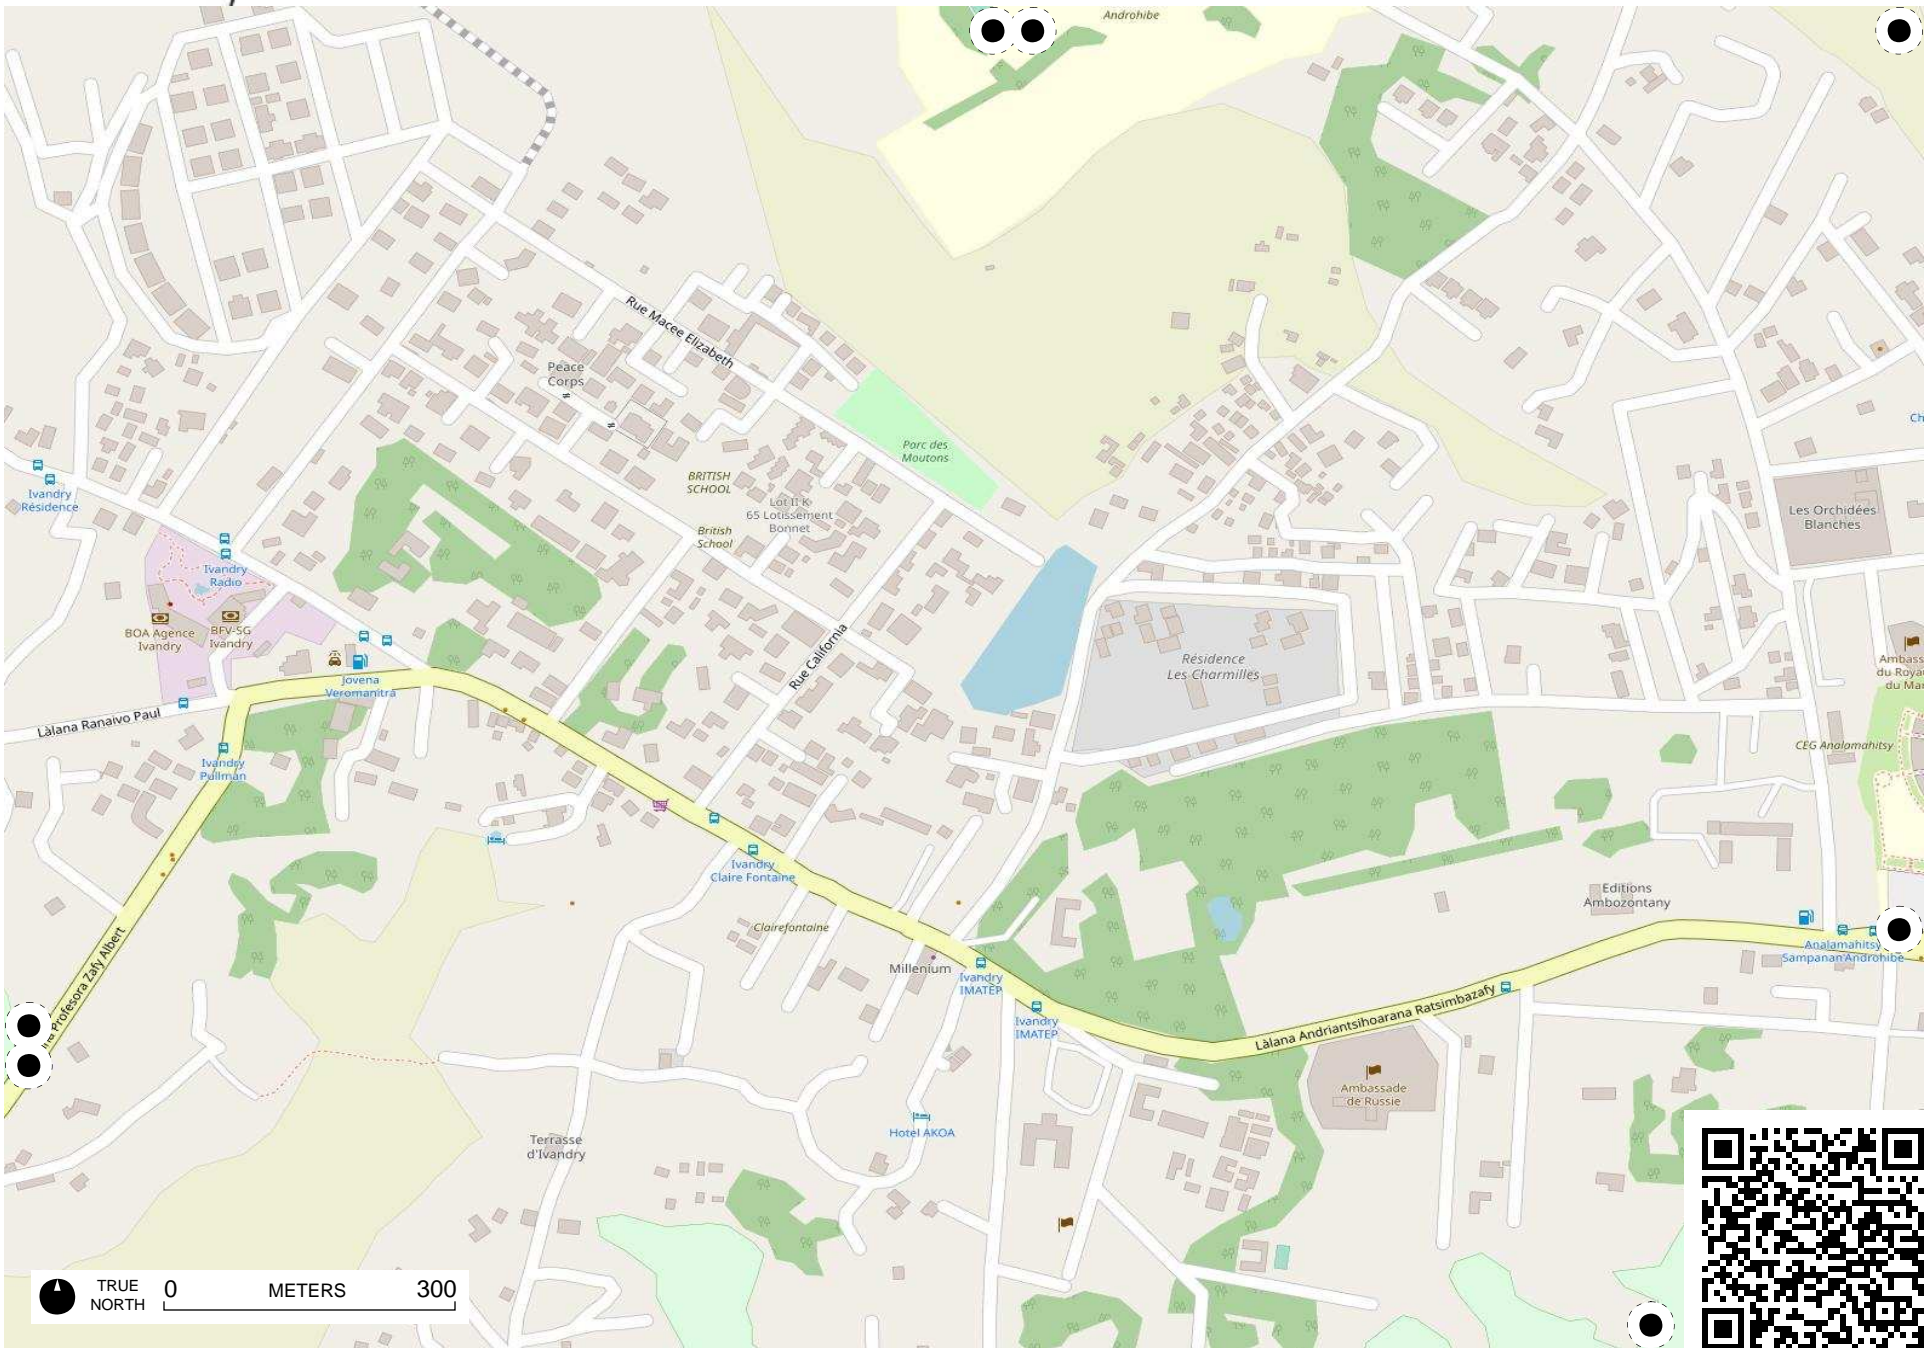 Androhibe
Rue Macee Elizabeth
Peace
Corps
Ch
Parc des
Moutons
BRITISH
SCHOOL
Lot II K
65 Lotissement
Bonnet
British
School
Ivandry
Résidence
Les Orchidées
Blanches
Ivandry
Radio
BOA Agence
Ivandry
BFV-SG
Ivandry
Rue California
Résidence
Les Charmilles
Ambass
du Roya
du Mar
Jovena
Veromanitra
Làlana Ranaivo Paul
CEG Analamahitsy
Ivandry
Pullman
Ivandry
Claire Fontaine
Editions
Ambozontany
Clairefontaine
Analamahitsy
Sampanan'Androhibe
Millenium
Ivandry
IMATEP
Ivandry
IMATEP
Profesora Zafy Albert
Làlana Andriantsihoarana Ratsimbazafy
Ambassade
de Russie
Hotel AKOA
Terrasse
d'Ivandry
TRUE
NORTH
0 METERS 300